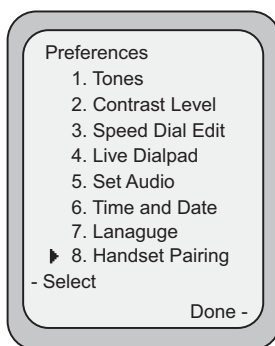 Preferences
1. Tones
2. Contrast Level
3. Speed Dial Edit
4. Live Dialpad
5. Set Audio
6. Time and Date
7. Lanaguge
8. Handset Pairing
- Select
Done -